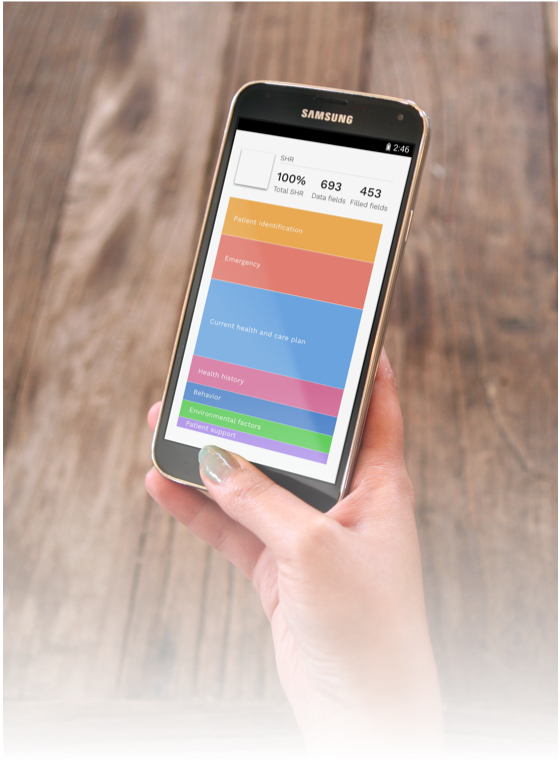 SAMSUNG
2:46
SHR
100% 693 453
Total SHR Data fields Filled fields
Patient identification
Emergency
Current health and care plan
Health history
Behavior
Environmental factors
Patient support